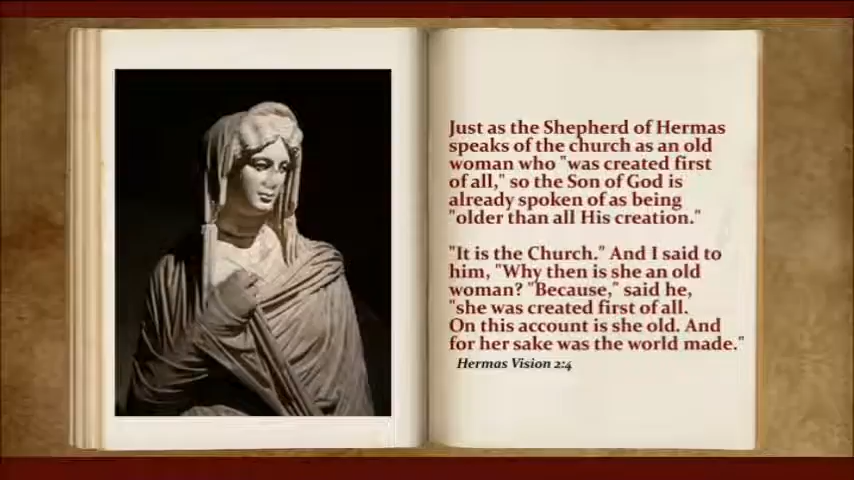 Just as the Shepherd of Hermas
speaks of the church as an old
woman who "was created first
of all," so the Son of God is
already spoken of as being
"older than all His creation."
"It is the Church." And I said to
him, "Why then is she an old
woman? "Because," said he,
"she was created first of all.
On this account is she old. And
for her sake was the world made."
Hermas Vision 2:4